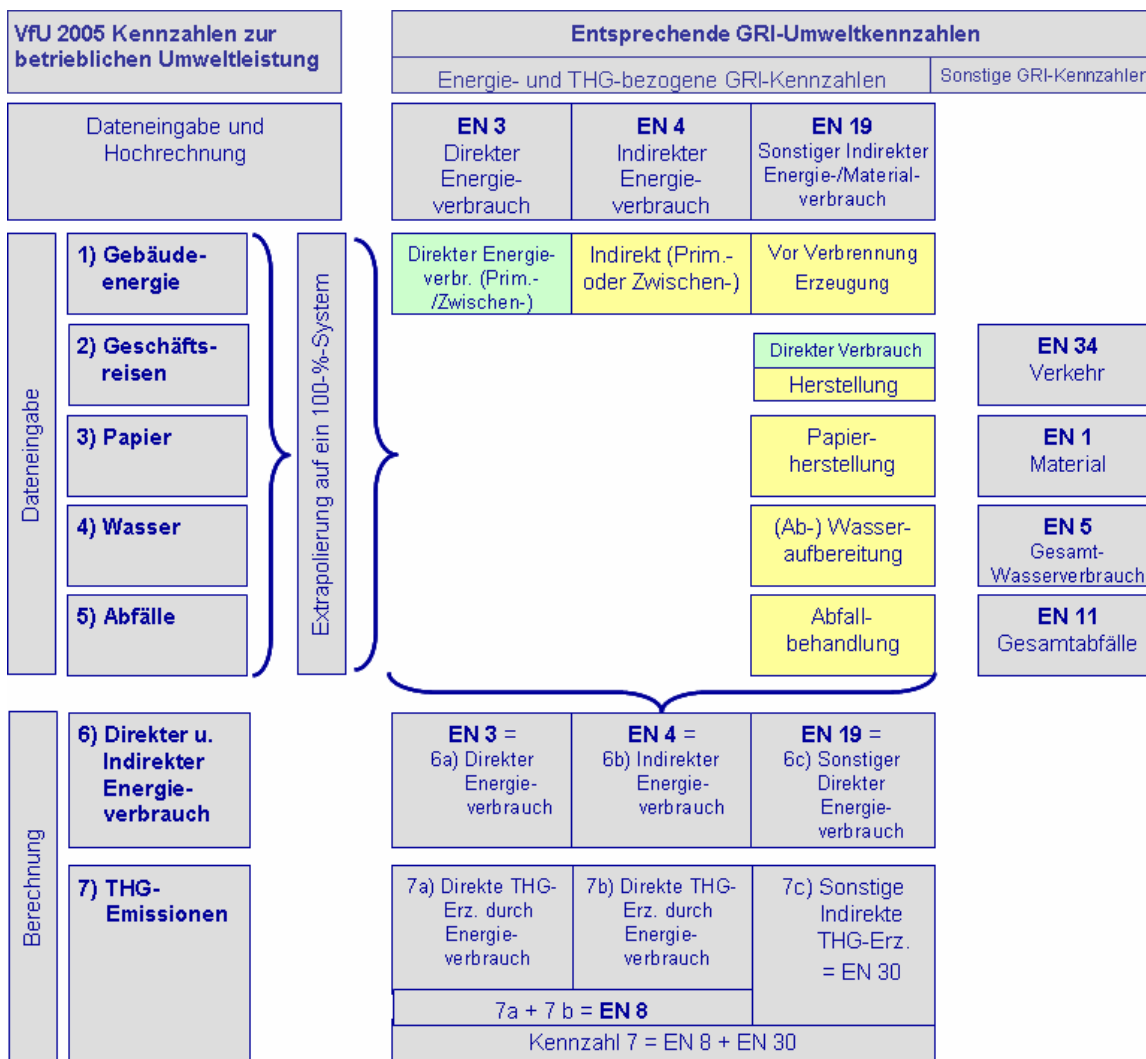 VfU 2005 Kennzahlen zur
betrieblichen Umweltleistung
Entsprechende GRI-Umweltkennzahlen
Energie- und THG-bezogene GRI-Kennzahlen
Sonstige GRI-Kennzahlen
Dateneingabe und
Hochrechnung
EN 3
Direkter
Energie-
verbrauch
EN 4
Indirekter
Energie-
verbrauch
EN 19
Sonstiger Indirekter
Energie-/Material-
verbrauch
Dateneingabe
1) Gebäude-
energie
2) Geschäfts-
reisen
3) Papier
4) Wasser
5) Abfälle
Extrapolierung auf ein 100-%-System
Direkter Energie-
verbr. (Prim.-
/Zwischen-)
Indirekt (Prim.-
oder Zwischen-)
Vor Verbrennung
Erzeugung
Direkter Verbrauch
Herstellung
EN 34
Verkehr
Papier-
herstellung
EN 1
Material
(Ab-) Wasser-
aufbereitung
EN 5
Gesamt-
Wasserverbrauch
Abfall-
behandlung
EN 11
Gesamtabfälle
Berechnung
6) Direkter u.
Indirekter
Energie-
verbrauch
EN 3 =
6a) Direkter
Energie-
verbrauch
EN 4 =
6b) Indirekter
Energie-
verbrauch
EN 19 =
6c) Sonstiger
Direkter
Energie-
verbrauch
7) THG-
Emissionen
7a) Direkte THG-
Erz. durch
Energie-
verbrauch
7b) Direkte THG-
Erz. durch
Energie-
verbrauch
7c) Sonstige
Indirekte
THG-Erz.
= EN 30
7a + 7 b = EN 8
Kennzahl 7 = EN 8 + EN 30